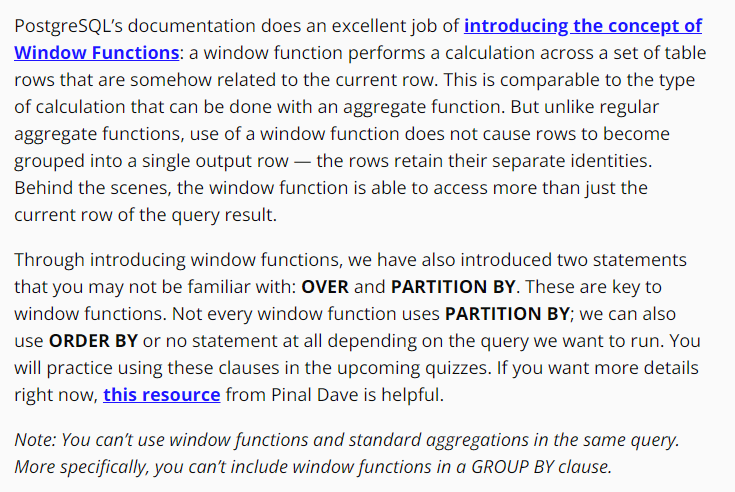 PostgreSQL’s documentation does an excellent job of introducing the concept of
Window Functions: a window function performs a calculation across a set of table
rows that are somehow related to the current row. This is comparable to the type
of calculation that can be done with an aggregate function. But unlike regular
aggregate functions, use of a window function does not cause rows to become
grouped into a single output row — the rows retain their separate identities.
Behind the scenes, the window function is able to access more than just the
current row of the query result.
Through introducing window functions, we have also introduced two statements
that you may not be familiar with: OVER and PARTITION BY. These are key to
window functions. Not every window function uses PARTITION BY; we can also
use ORDER BY or no statement at all depending on the query we want to run. You
will practice using these clauses in the upcoming quizzes. If you want more details
right now, this resource from Pinal Dave is helpful.
Note: You can’t use window functions and standard aggregations in the same query.
More specifically, you can’t include window functions in a GROUP BY clause.